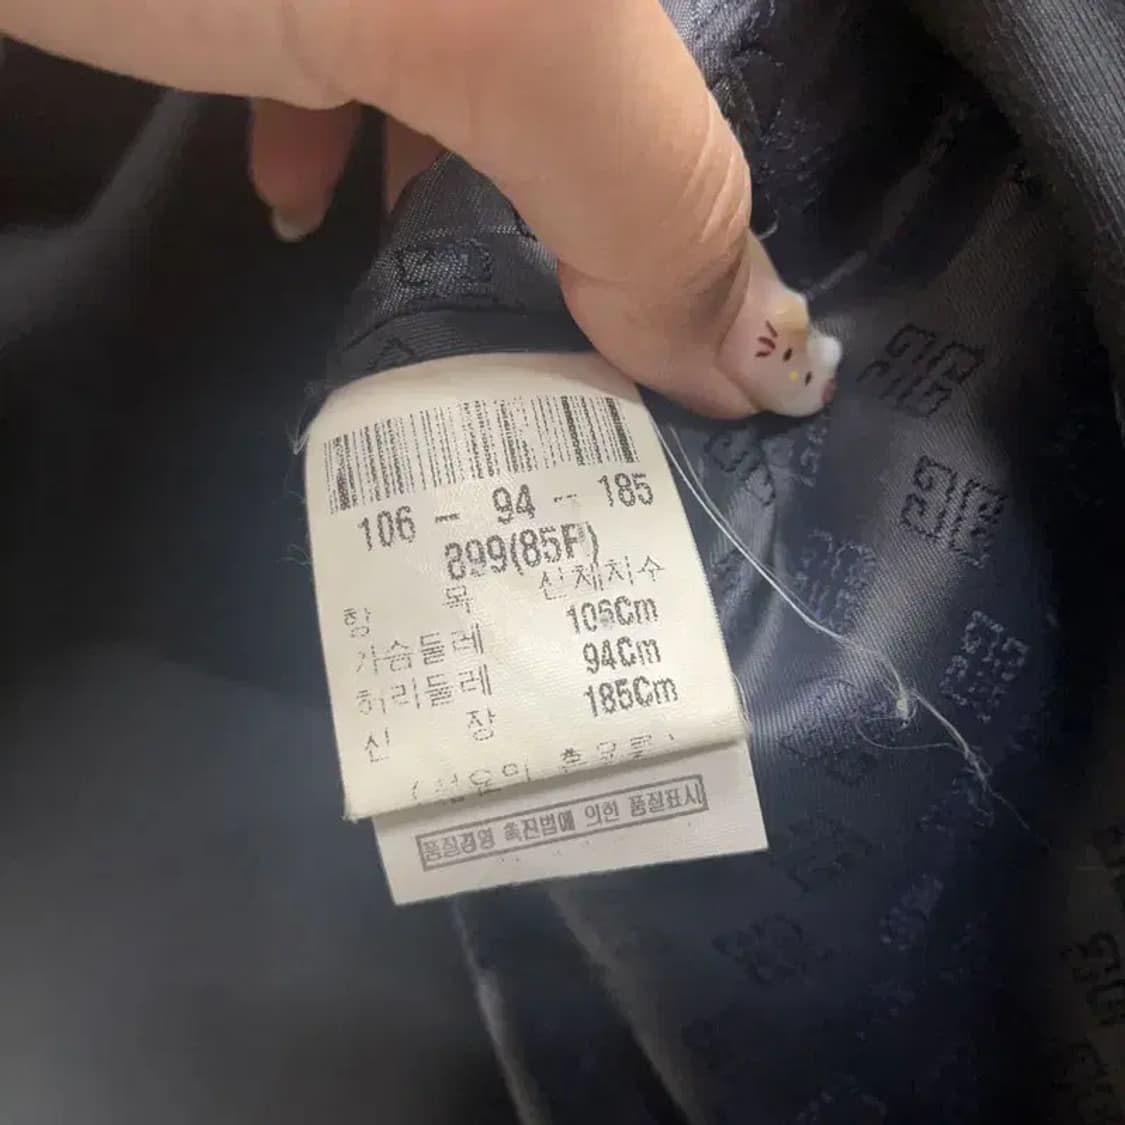 106 - 94 - 185
899(85F)
항 목 신체치수
가슴둘레 106Cm
허리둘레 94Cm
신 장 185Cm
품질경영 촉진법에 의한 품질표시